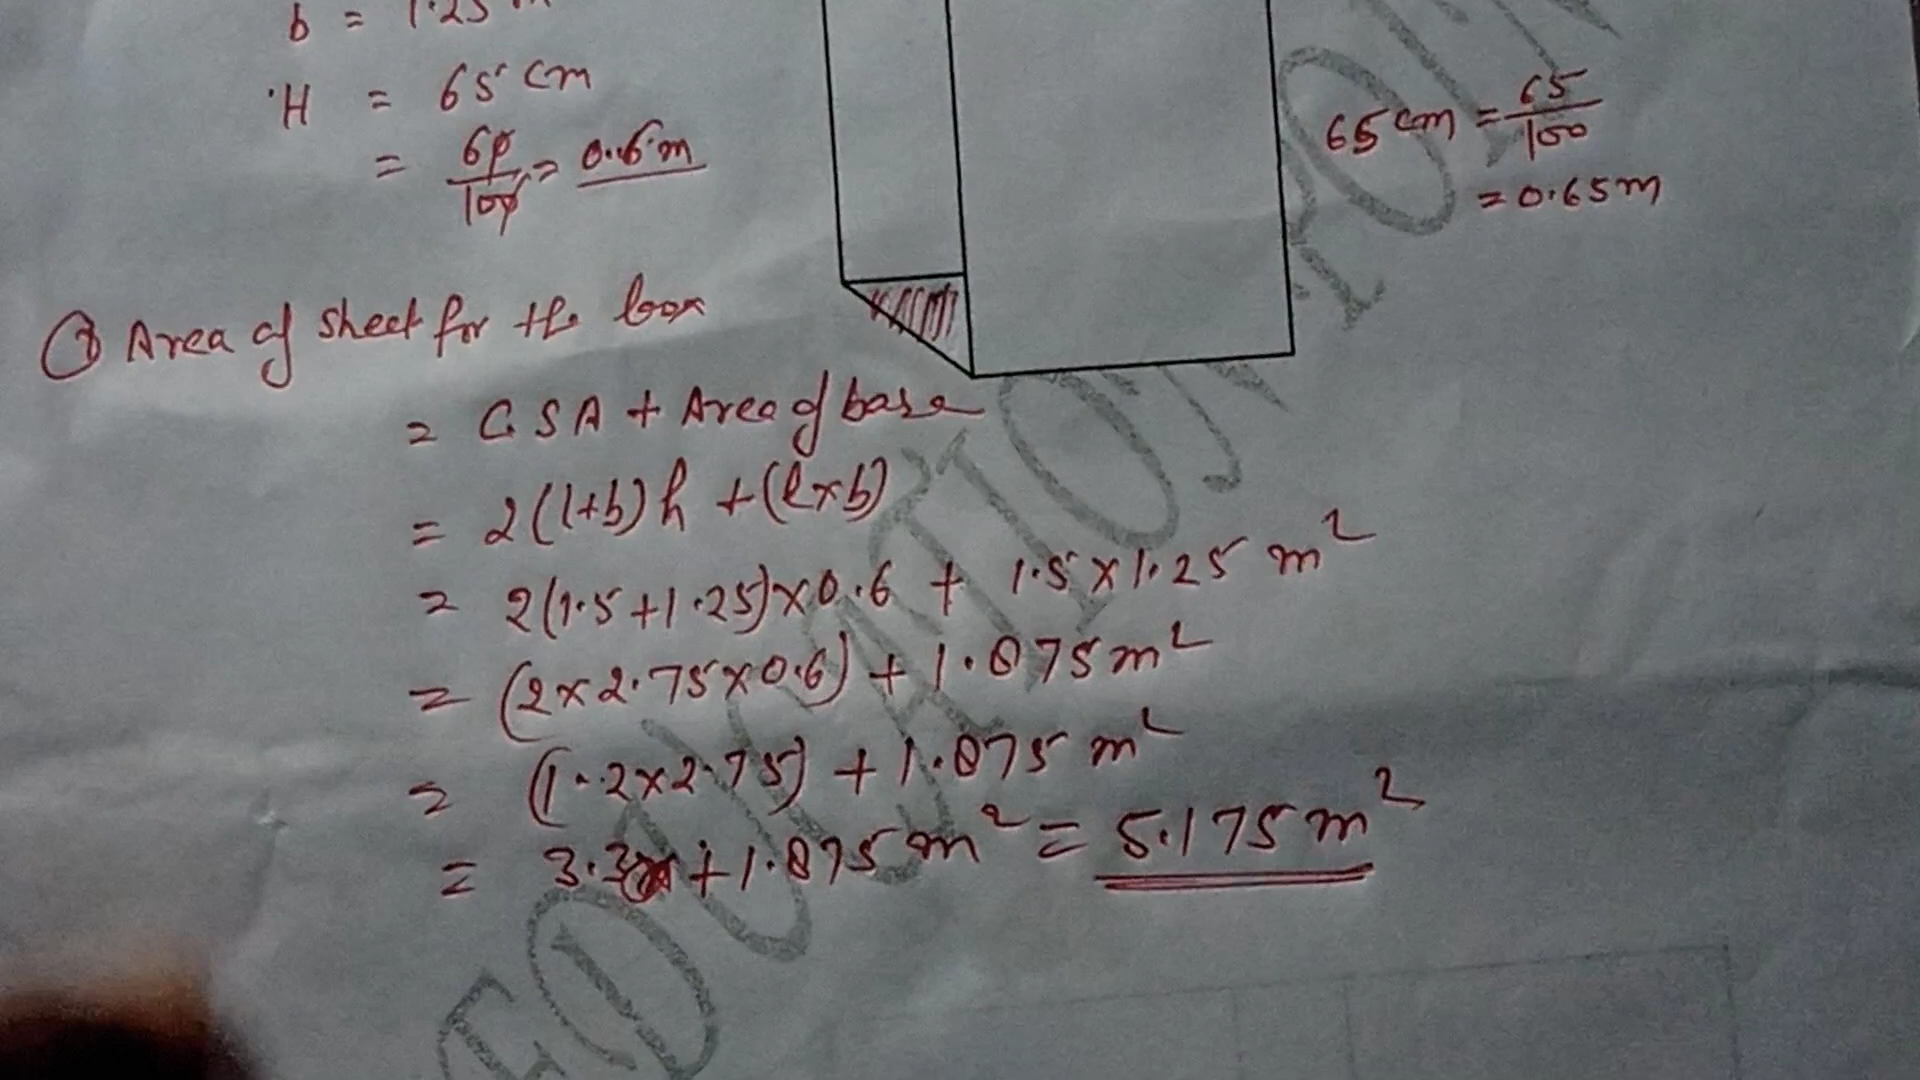 b = 1.25 m
H = 65 cm
= 60/100 = 0.6 m
65 cm = 65/100
= 0.65 m
① Area of sheet for the box
= CSA + Area of base
= 2(l+b)h + (l×b)
= 2(1.5+1.25)×0.6 + 1.5×1.25 m²
= (2×2.75×0.6) + 1.875 m²
= (1.2×2.75) + 1.875 m²
= 3.3 + 1.875 m² = 5.175 m²